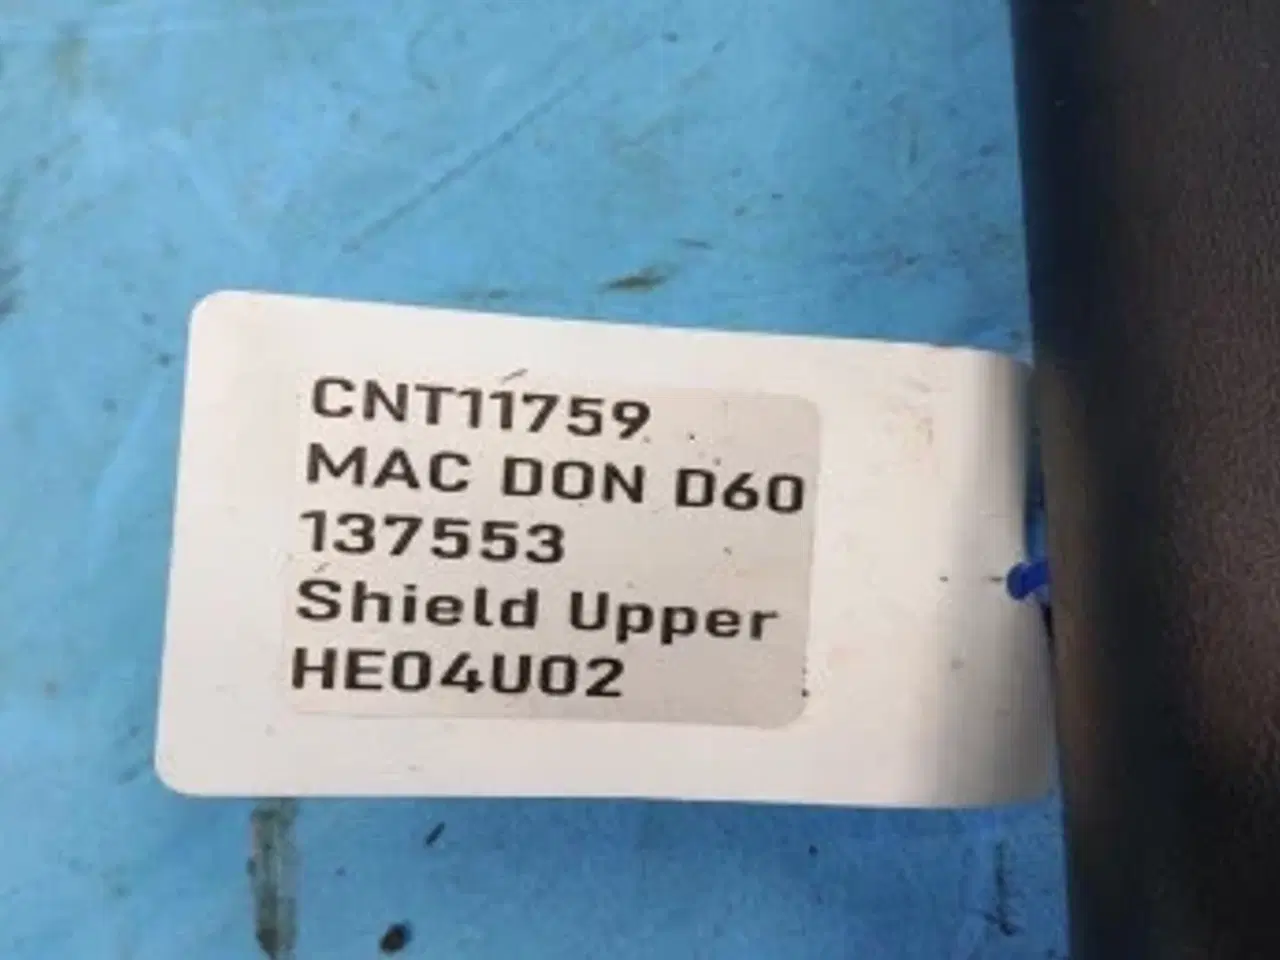 CNT11759
MAC DON D60
137553
Shield Upper
HE04U02